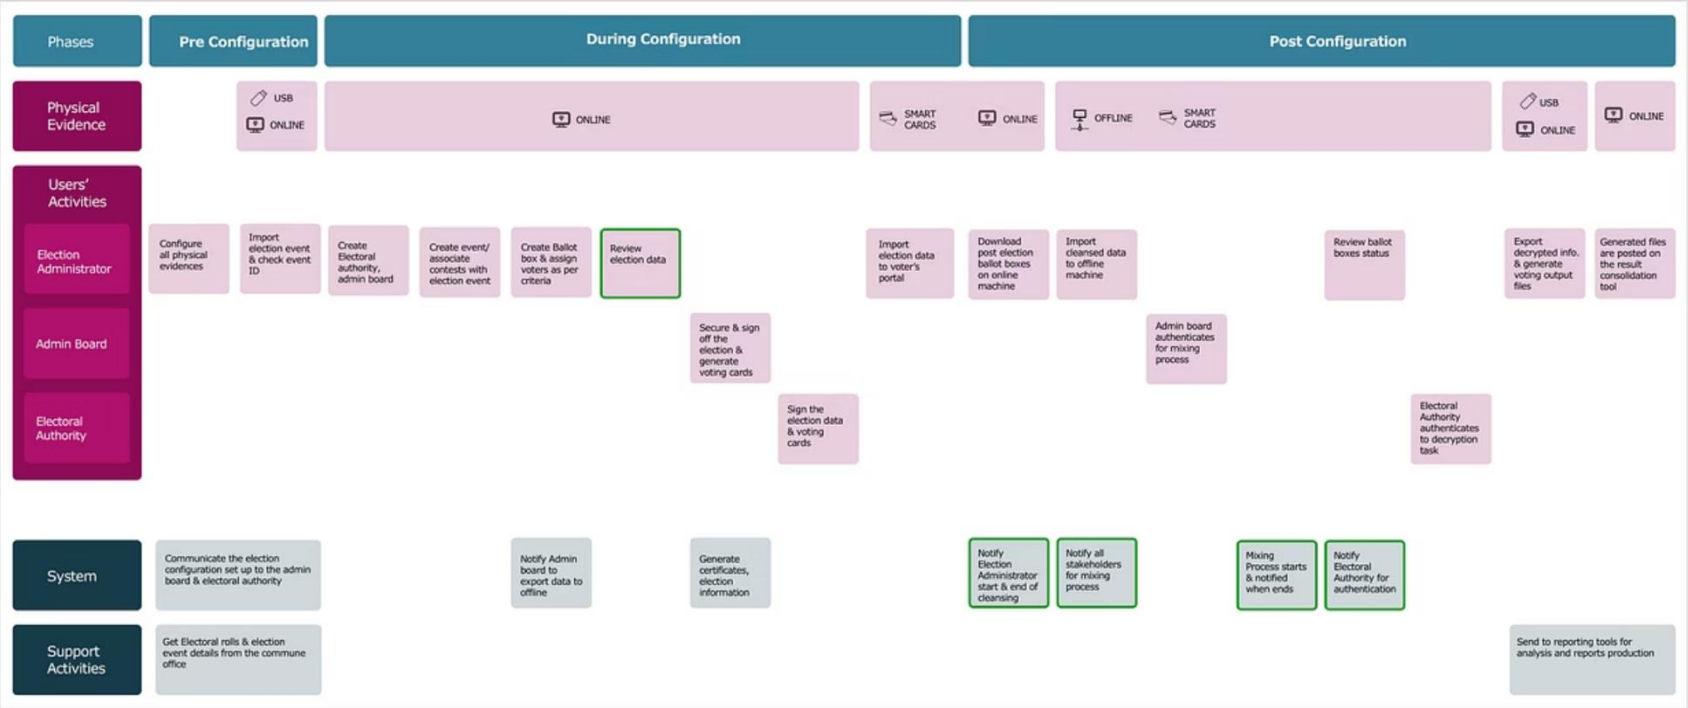 Phases
Pre Configuration
During Configuration
Post Configuration
Physical
Evidence
USB
ONLINE
ONLINE
SMART
CARDS
ONLINE
OFFLINE
SMART
CARDS
USB
ONLINE
ONLINE
Users'
Activities
Election
Administrator
Configure
all physical
evidences
Import
election event
& check event
ID
Create
Electoral
authority,
admin board
Create event/
associate
contests with
election event
Create Ballot
box & assign
voters as per
criteria
Review
election data
Import
election data
to voter's
portal
Download
post election
ballot boxes
on online
machine
Import
cleansed data
to offline
machine
Review ballot
boxes status
Export
decrypted info.
& generate
voting output
files
Generated files
are posted on
the result
consolidation
tool
Admin Board
Secure & sign
off the
election &
generate
voting cards
Admin board
authenticates
for mixing
process
Electoral
Authority
Sign the
election data
& voting
cards
Electoral
Authority
authenticates
to decryption
task
System
Communicate the election
configuration set up to the admin
board & electoral authority
Notify Admin
board to
export data to
offline
Generate
certificates,
election
information
Notify
Election
Administrator
start & end of
cleansing
Notify all
stakeholders
for mixing
process
Mixing
Process starts
& notified
when ends
Notify
Electoral
Authority for
authentication
Support
Activities
Get Electoral rolls & election
event details from the commune
office
Send to reporting tools for
analysis and reports production